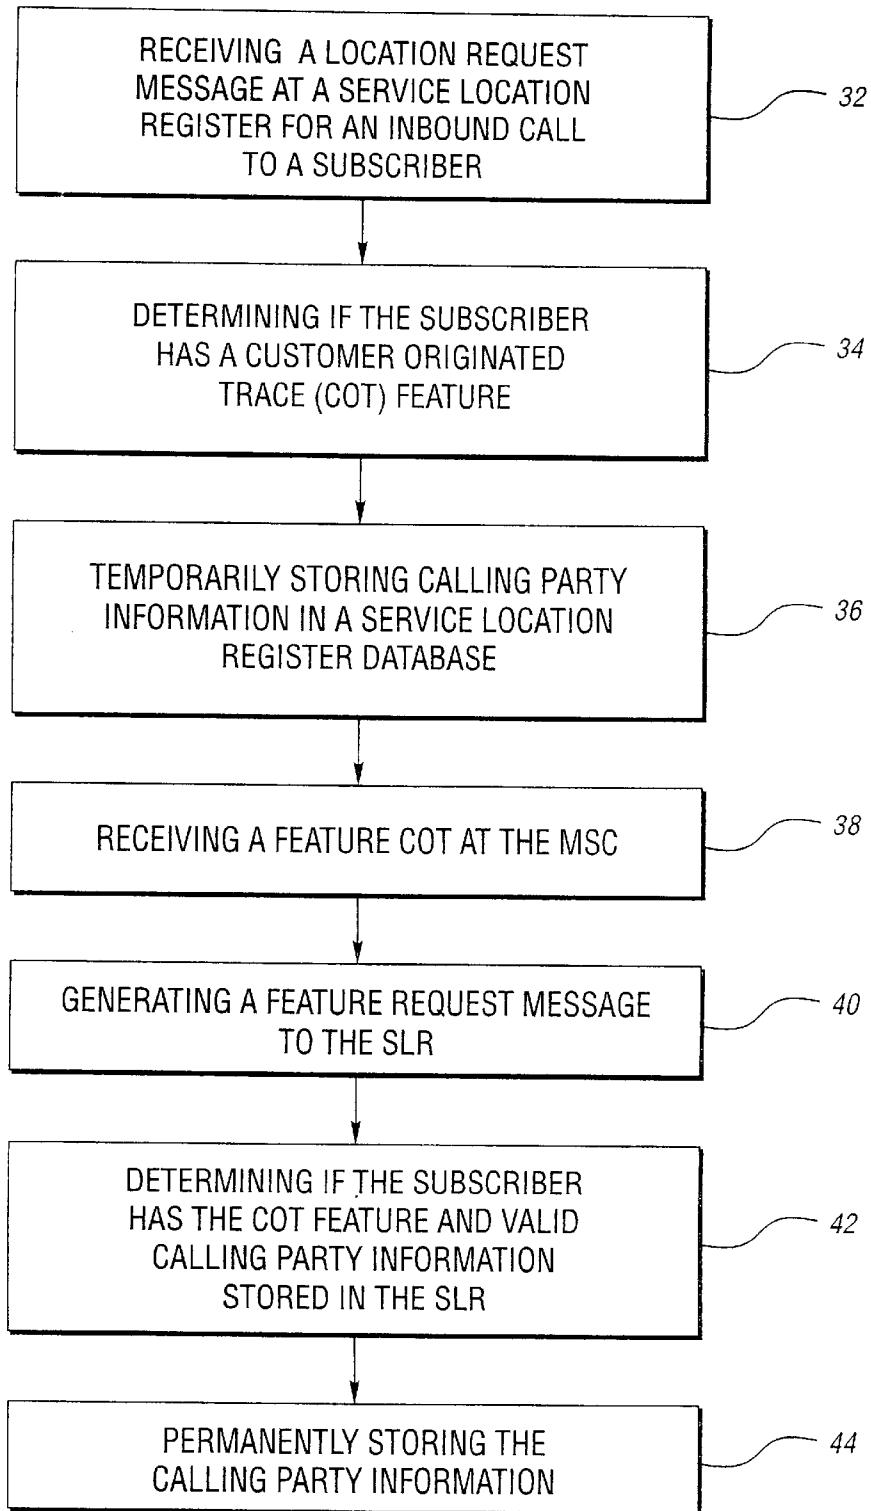 RECEIVING A LOCATION REQUEST
MESSAGE AT A SERVICE LOCATION
REGISTER FOR AN INBOUND CALL
TO A SUBSCRIBER
32
DETERMINING IF THE SUBSCRIBER
HAS A CUSTOMER ORIGINATED
TRACE (COT) FEATURE
34
TEMPORARILY STORING CALLING PARTY
INFORMATION IN A SERVICE LOCATION
REGISTER DATABASE
36
RECEIVING A FEATURE COT AT THE MSC
38
GENERATING A FEATURE REQUEST MESSAGE
TO THE SLR
40
DETERMINING IF THE SUBSCRIBER
HAS THE COT FEATURE AND VALID
CALLING PARTY INFORMATION
STORED IN THE SLR
42
PERMANENTLY STORING THE
CALLING PARTY INFORMATION
44